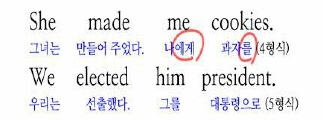 She made me cookies.
그녀는 만들어 주었다. 나에게 과자를 (4형식)
We elected him president.
우리는 선출했다. 그를 대통령으로 (5형식)